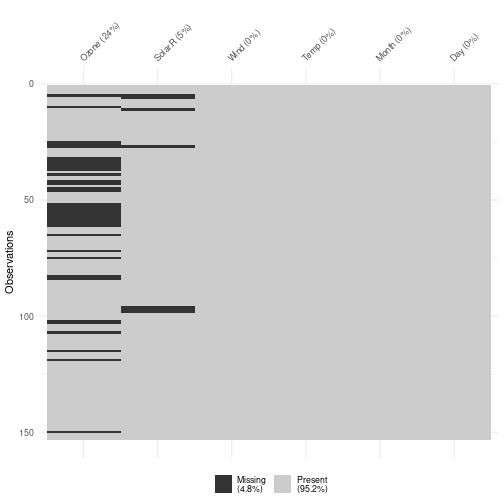 Ozone (24%)
Solar.R (5%)
Wind (0%)
Temp (0%)
Month (0%)
Day (0%)
0
50
100
150
Observations
Missing
(4.8%)
Present
(95.2%)